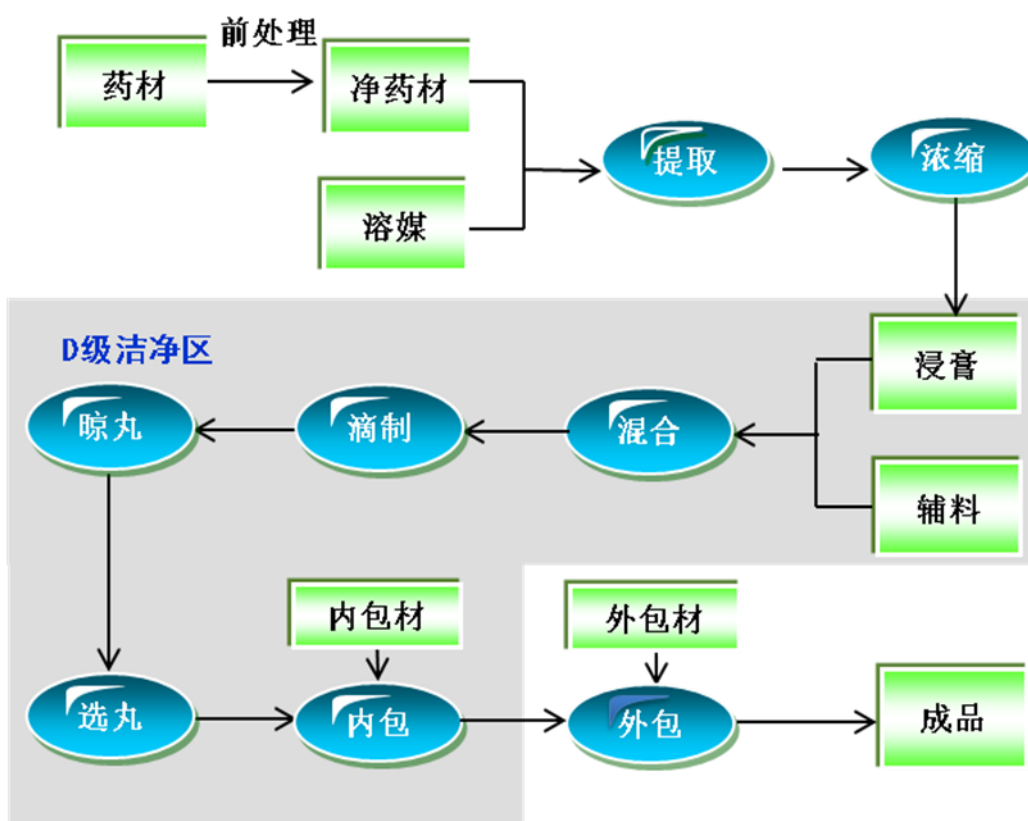 前处理
药材
净药材
溶媒
提取
浓缩
D级洁净区
浸膏
辅料
混合
滴制
晾丸
选丸
内包材
内包
外包材
外包
成品